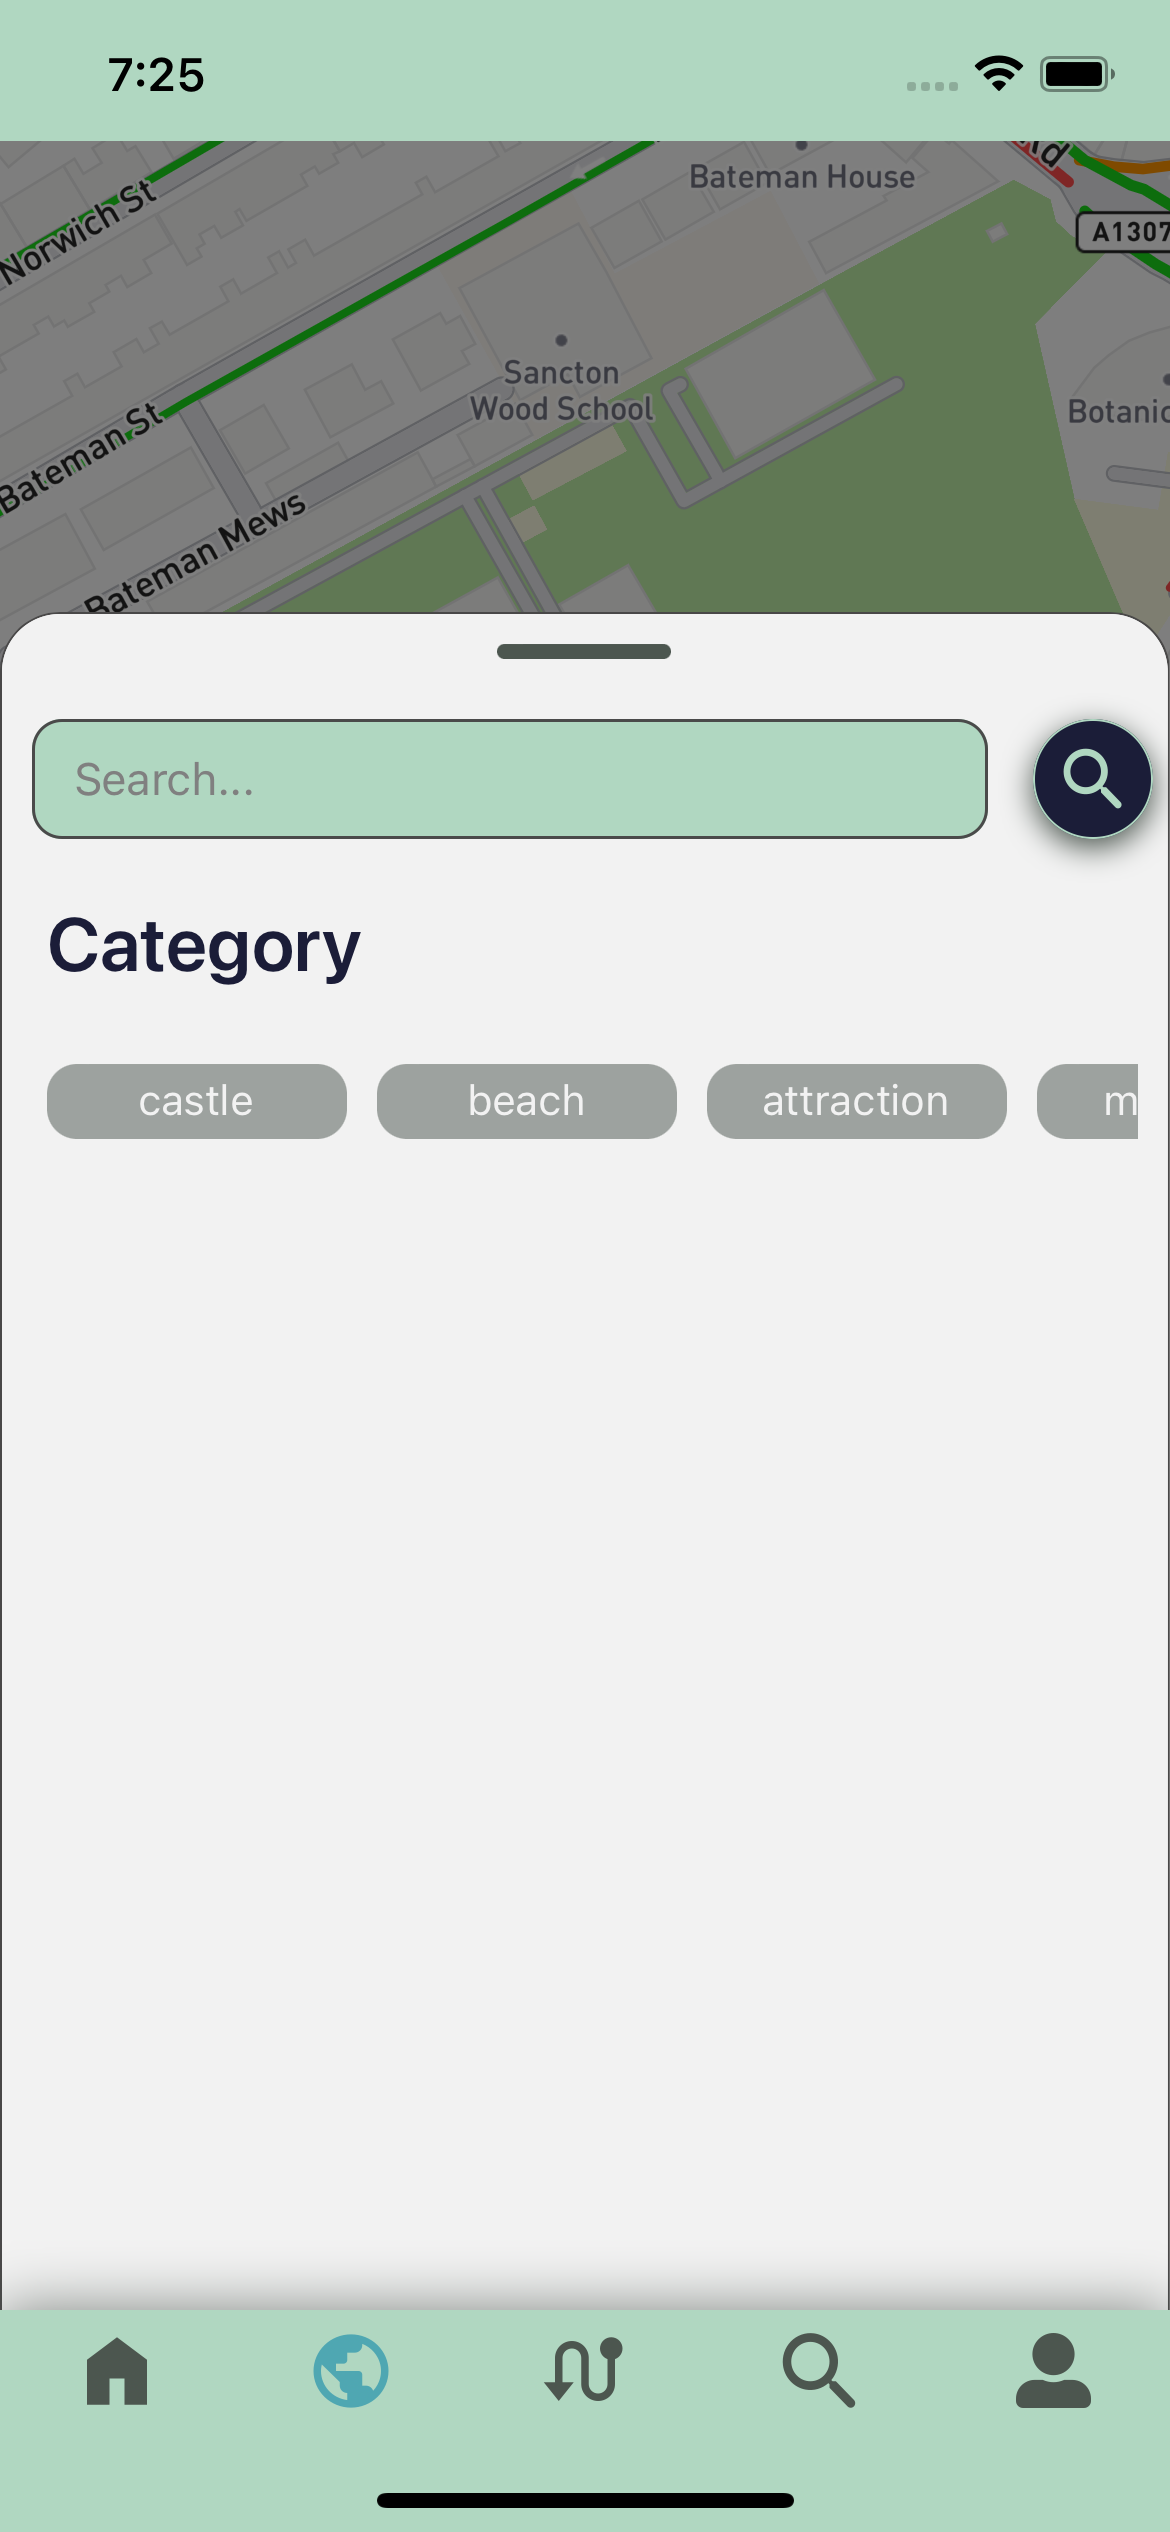 7:25
Bateman House
Rd
A1307
Norwich St
Sancton
Wood School
Botanic
Bateman St
Bateman Mews
Search...
Category
castle
beach
attraction
m